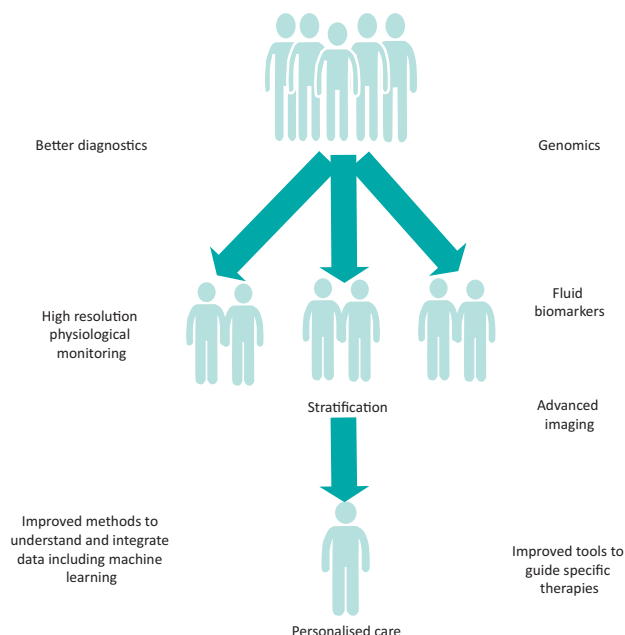 Better diagnostics
Genomics
High resolution
physiological
monitoring
Fluid
biomarkers
Stratification
Advanced
imaging
Improved methods to
understand and integrate
data including machine
learning
Improved tools to
guide specific
therapies
Personalised care